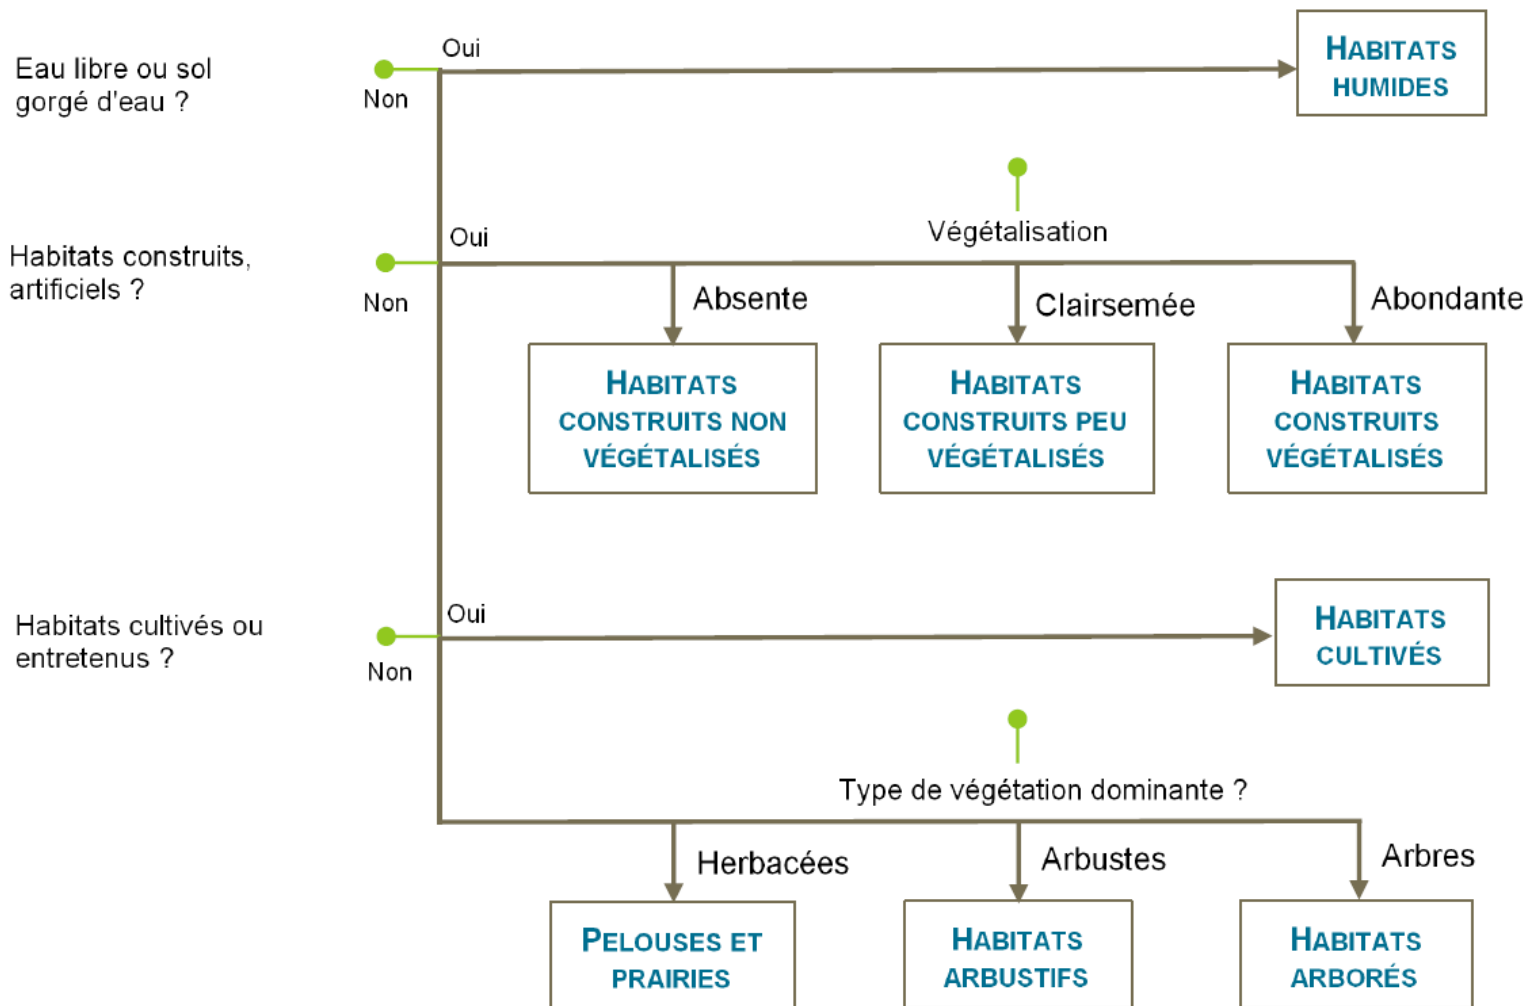 Oui
HABITATS
HUMIDES
Eau libre ou sol
gorgé d'eau ?
Non
Végétalisation
Oui
Habitats construits,
artificiels ?
Non
Absente
Clairsemée
Abondante
HABITATS
CONSTRUITS NON
VÉGÉTALISÉS
HABITATS
CONSTRUITS PEU
VÉGÉTALISÉS
HABITATS
CONSTRUITS
VÉGÉTALISÉS
Oui
Habitats cultivés ou
entretenus ?
Non
HABITATS
CULTIVÉS
Type de végétation dominante ?
Herbacées
Arbustes
Arbres
PELOUSES ET
PRAIRIES
HABITATS
ARBUSTIFS
HABITATS
ARBORÉS